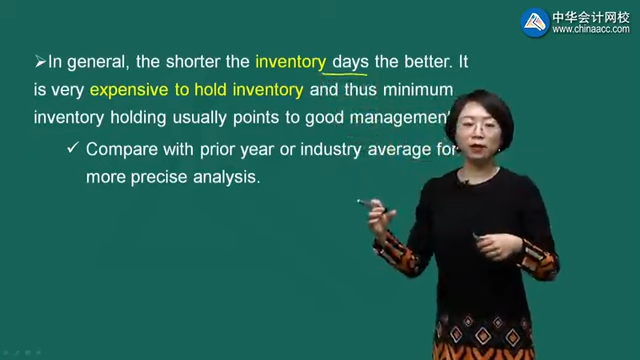 中华会计网校
www.chinaacc.com
➢In general, the shorter the inventory days the better. It
is very expensive to hold inventory and thus minimum
inventory holding usually points to good management
✓ Compare with prior year or industry average for
more precise analysis.